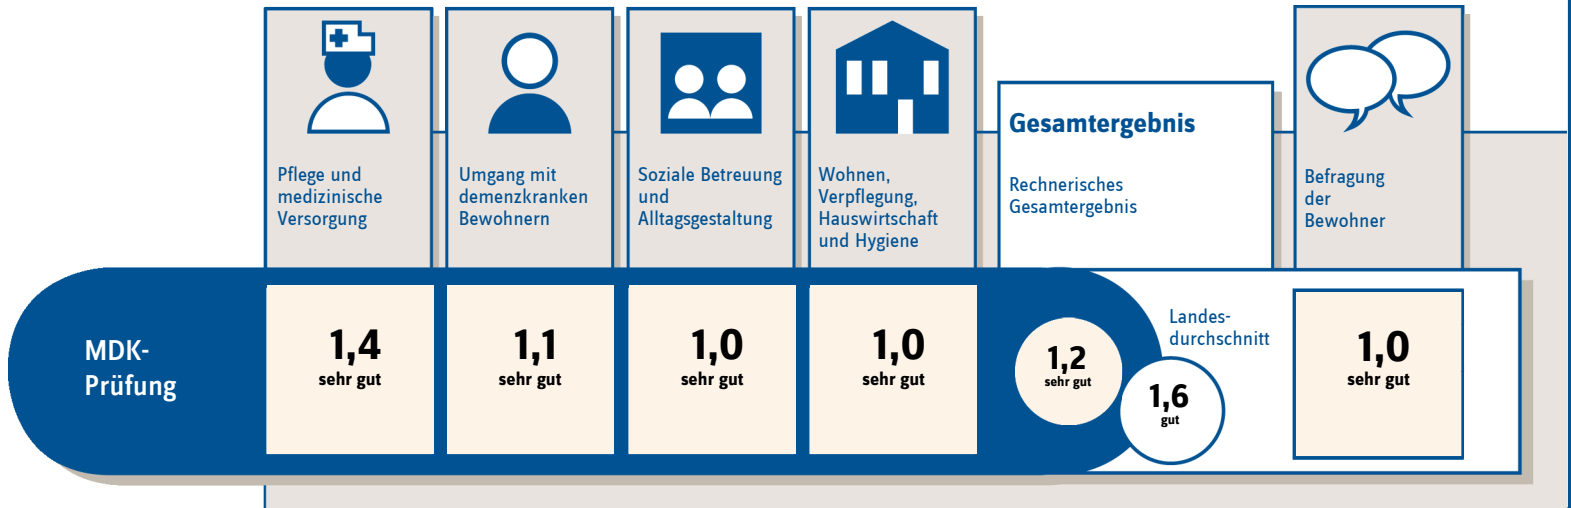 Pflege und
medizinische
Versorgung
Umgang mit
demenzkranken
Bewohnern
Soziale Betreuung
und
Alltagsgestaltung
Wohnen,
Verpflegung,
Hauswirtschaft
und Hygiene
Gesamtergebnis
Rechnerisches
Gesamtergebnis
Befragung
der
Bewohner
MDK-
Prüfung
1,4
sehr gut
1,1
sehr gut
1,0
sehr gut
1,0
sehr gut
1,2
sehr gut
Landes-
durchschnitt
1,6
gut
1,0
sehr gut